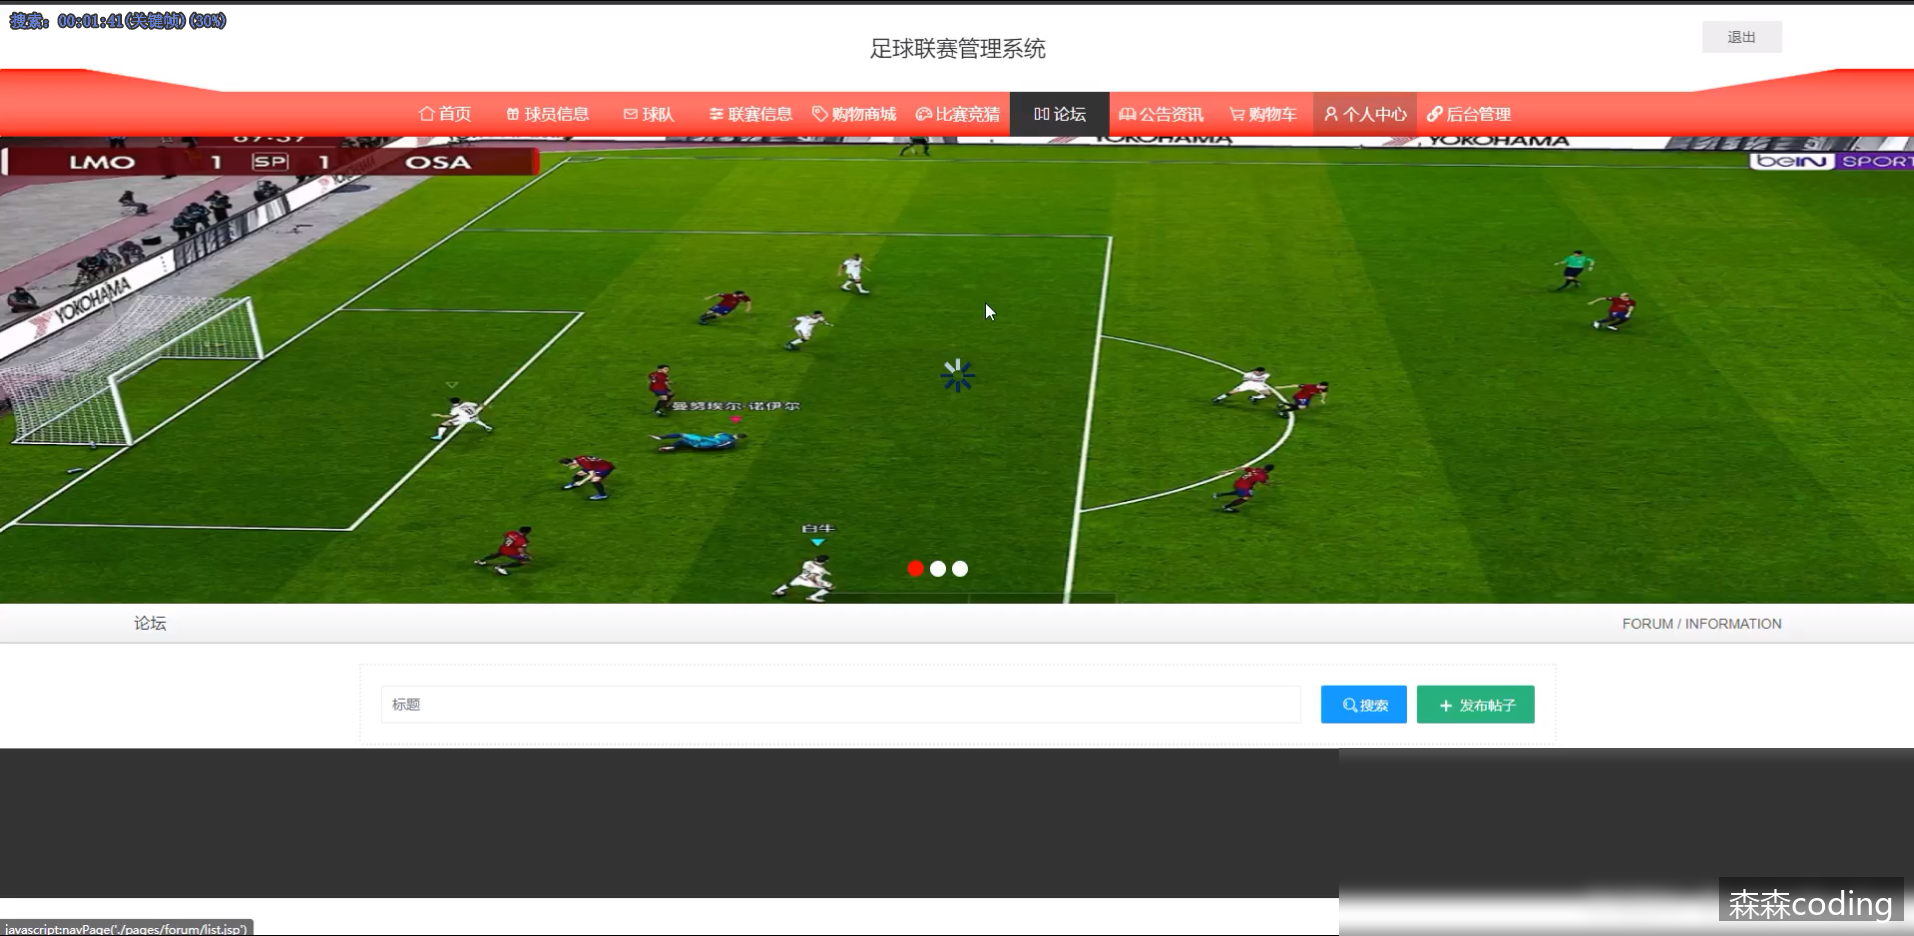 搜索: 00:01:41(关键帧)(30%)
足球联赛管理系统
退出
首页 球员信息 球队 联赛信息 购物商城 比赛竞猜 论坛 公告资讯 购物车 个人中心 后台管理
YOKOHAMA YOKOHAMA
LMO 1 SP 1 OSA
beIN SPORT
YOKOHAMA
曼努埃尔·诺伊尔
白牛
论坛
FORUM / INFORMATION
标题
搜索
+ 发布帖子
森森coding
javascript:navPage('./pages/forum/list.jsp')